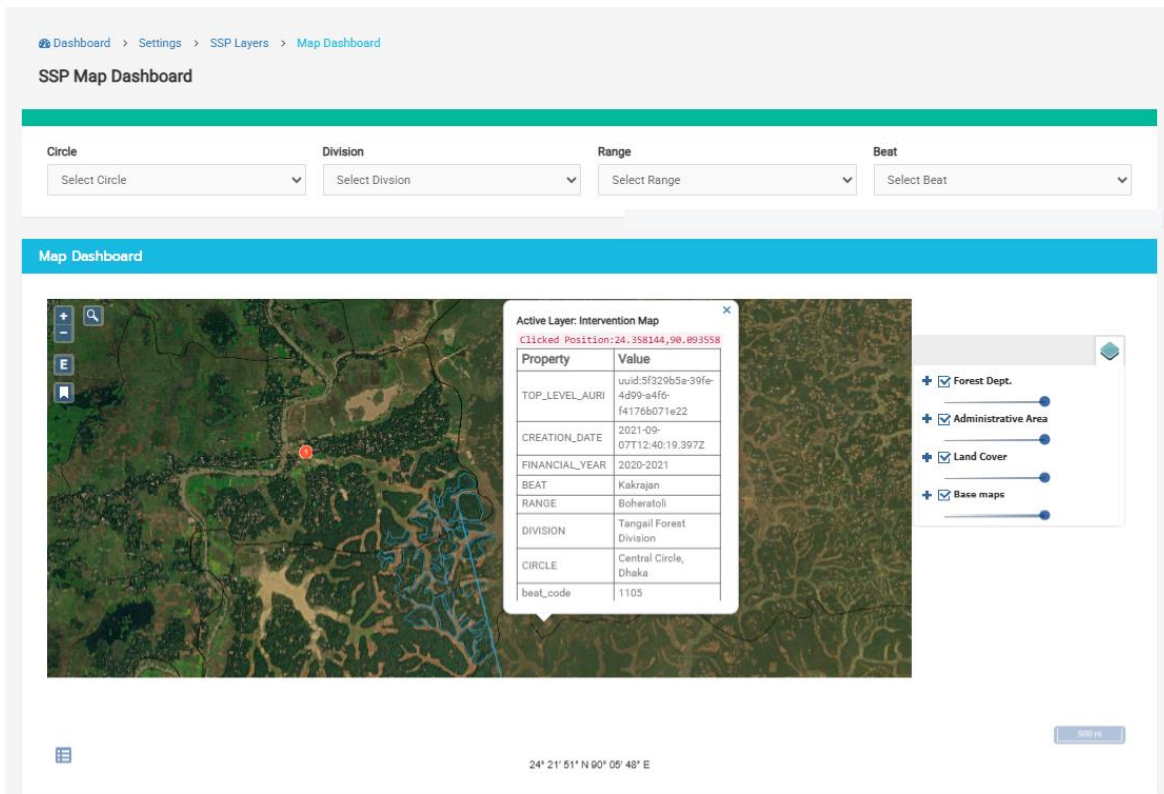 Dashboard > Settings > SSP Layers > Map Dashboard
SSP Map Dashboard
Circle Division Range Beat
Select Circle Select Divsion Select Range Select Beat
Map Dashboard
+
−
E
1
×
Active Layer: Intervention Map
Clicked Position:24.358144,90.093558
Property Value
TOP_LEVEL_AURI uuid:5f329b5a-39fe-
4d99-a4f6-
f4176b071e22
CREATION_DATE 2021-09-
07T12:40:19.397Z
FINANCIAL_YEAR 2020-2021
BEAT Kakrajan
RANGE Boheratoli
DIVISION Tangail Forest
Division
CIRCLE Central Circle,
Dhaka
beat_code 1105
+ Forest Dept.
+ Administrative Area
+ Land Cover
+ Base maps
500 m
24° 21' 51" N 90° 05' 48" E